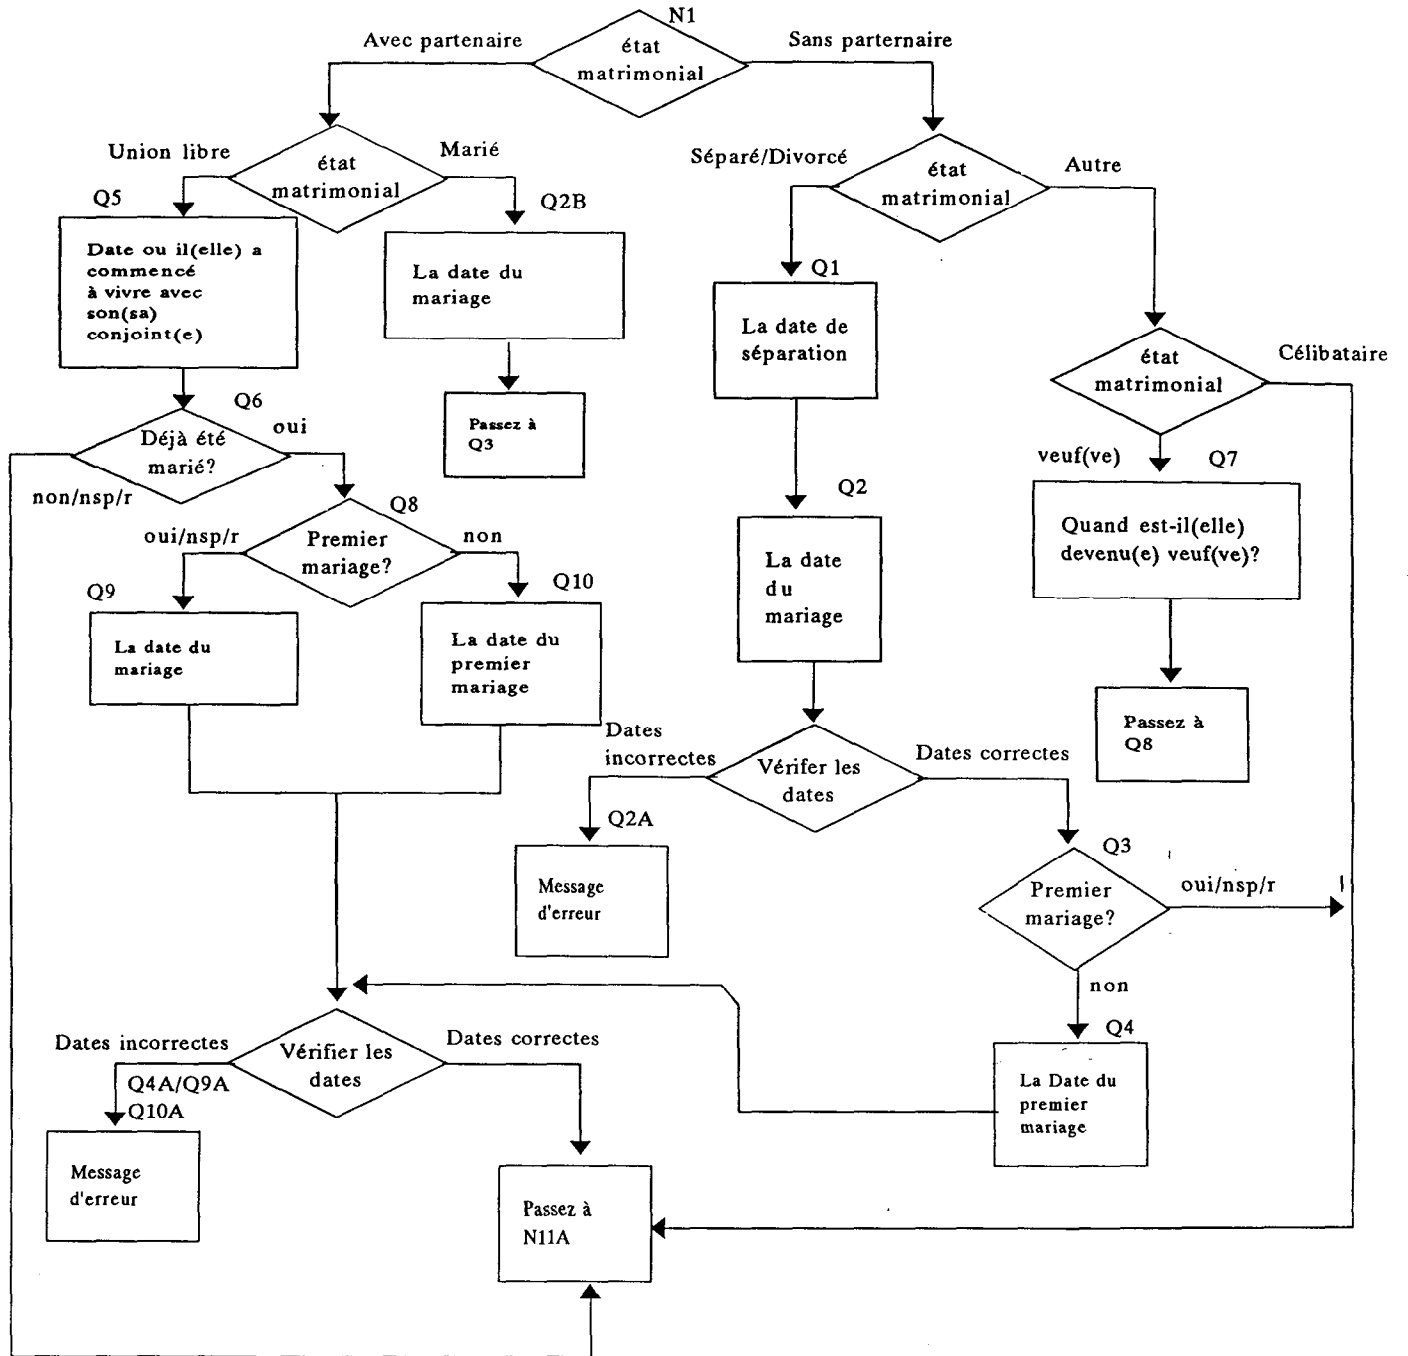 N1
Avec partenaire
Sans parternaire
état
matrimonial
Union libre
Marié
état
matrimonial
Séparé/Divorcé
Autre
état
matrimonial
Q5
Date ou il(elle) a
commencé
à vivre avec
son(sa)
conjoint(e)
Q2B
La date du
mariage
Passez à
Q3
Q1
La date de
séparation
Célibataire
état
matrimonial
Q6
Déjà été
marié?
oui
non/nsp/r
veuf(ve)
Q7
Quand est-il(elle)
devenu(e) veuf(ve)?
Q8
Premier
mariage?
oui/nsp/r
non
Q2
La date
du
mariage
Q9
La date du
mariage
Q10
La date du
premier
mariage
Passez à
Q8
Dates
incorrectes
Vérifer les
dates
Dates correctes
Q2A
Message
d'erreur
Q3
Premier
mariage?
oui/nsp/r
non
Q4
La Date du
premier
mariage
Dates incorrectes
Vérifier les
dates
Dates correctes
Q4A/Q9A
Q10A
Message
d'erreur
Passez à
N11A